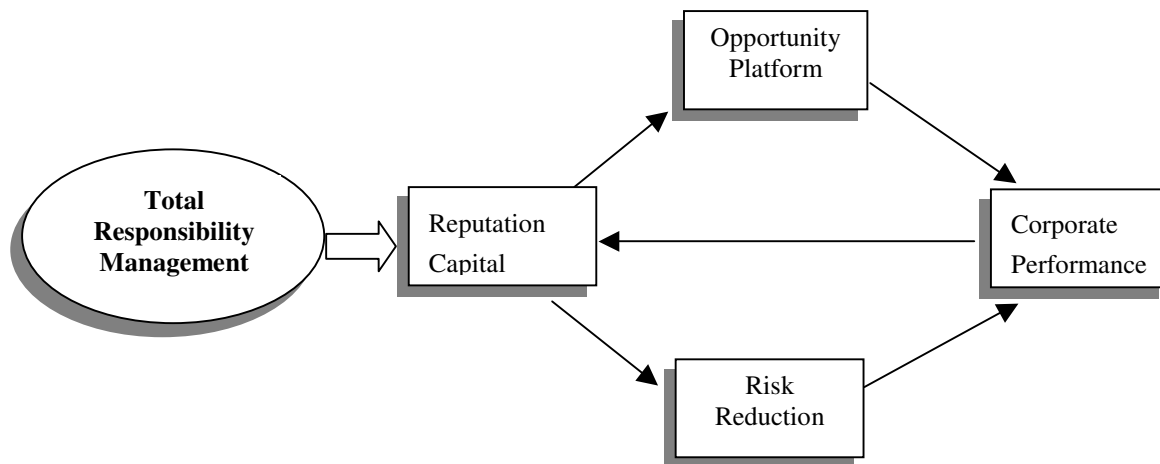 Opportunity
Platform
Total
Responsibility
Management
Reputation
Capital
Corporate
Performance
Risk
Reduction